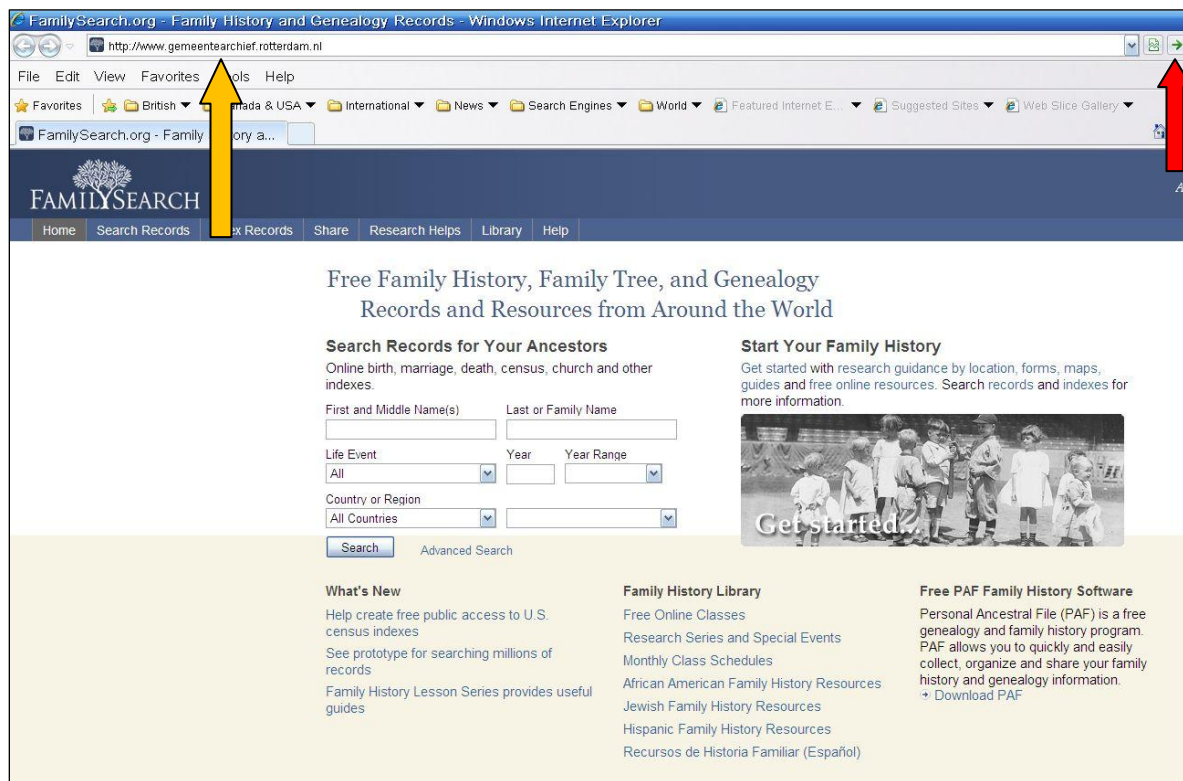 FamilySearch.org - Family History and Genealogy Records - Windows Internet Explorer
http://www.gemeentearchief.rotterdam.nl
File Edit View Favorites Help
Favorites British Canada & USA International News Search Engines World Featured Internet E... Suggested Sites Web Slice Gallery
FamilySearch.org - Family a...
FAMILYSEARCH
Home Search Records Records Share Research Helps Library Help
Free Family History, Family Tree, and Genealogy
Records and Resources from Around the World
Search Records for Your Ancestors
Online birth, marriage, death, census, church and other
indexes.
First and Middle Name(s) Last or Family Name
Life Event Year Year Range
All
Country or Region
All Countries
Search Advanced Search
Start Your Family History
Get started with research guidance by location, forms, maps,
guides and free online resources. Search records and indexes for
more information.
Get started...
What's New
Help create free public access to U.S.
census indexes
See prototype for searching millions of
records
Family History Lesson Series provides useful
guides
Family History Library
Free Online Classes
Research Series and Special Events
Monthly Class Schedules
African American Family History Resources
Jewish Family History Resources
Hispanic Family History Resources
Recursos de Historia Familiar (Español)
Free PAF Family History Software
Personal Ancestral File (PAF) is a free
genealogy and family history program.
PAF allows you to quickly and easily
collect, organize and share your family
history and genealogy information.
Download PAF